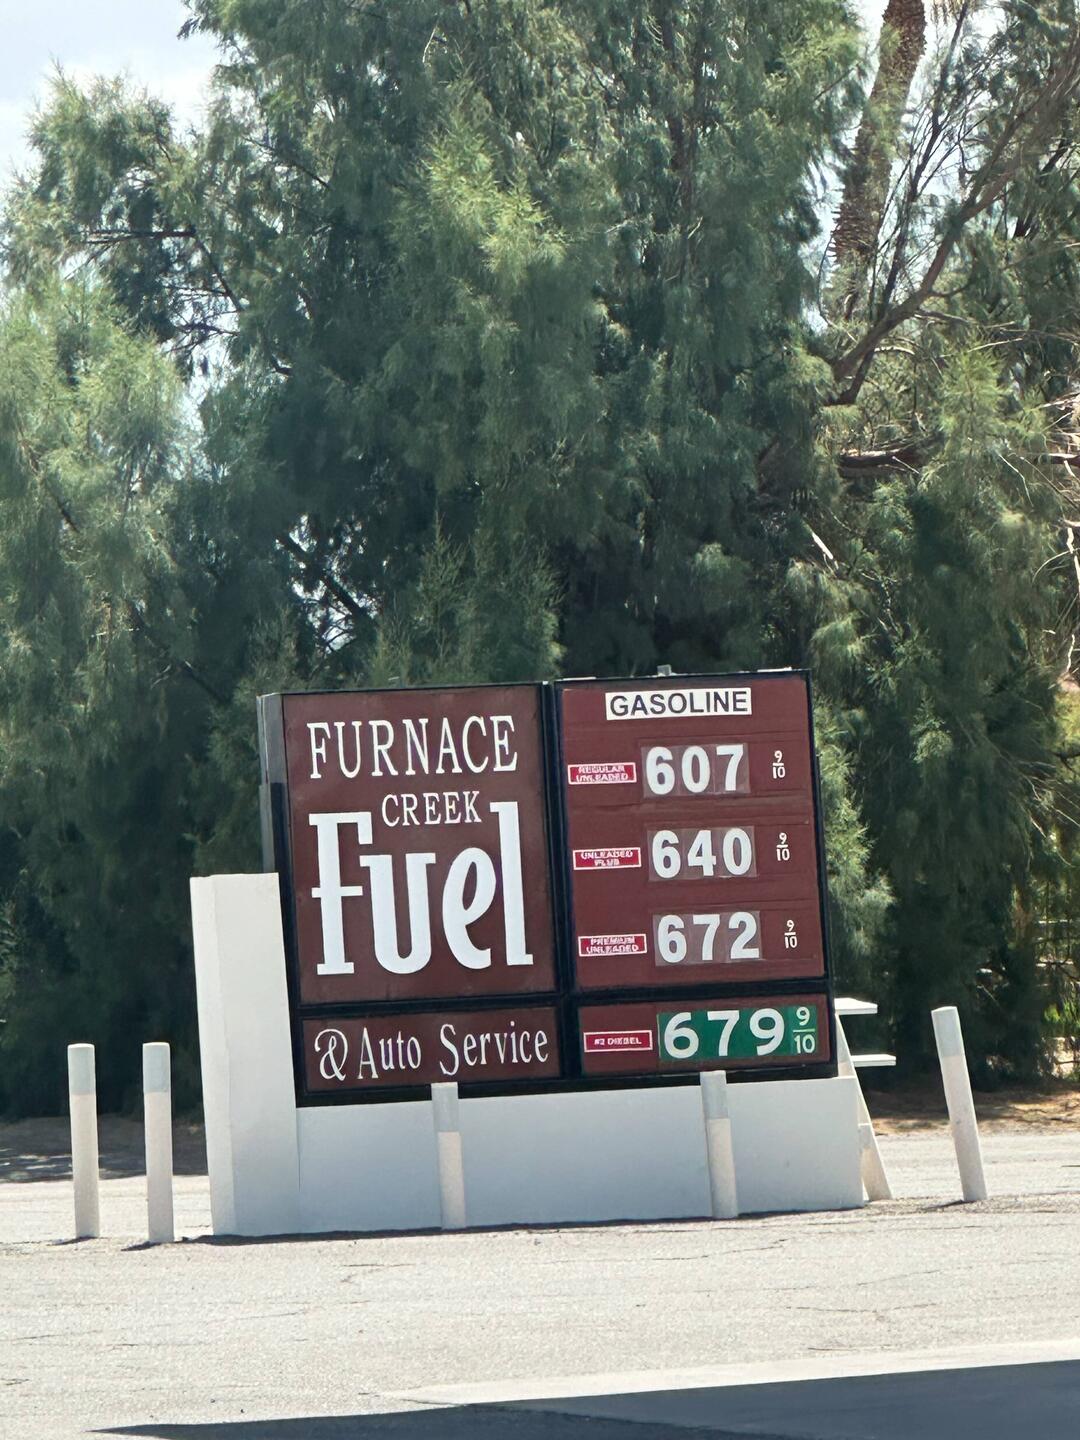 FURNACE
CREEK
Fuel
& Auto Service
GASOLINE
REGULAR
UNLEADED
607 9/10
UNLEADED
PLUS
640 9/10
PREMIUM
UNLEADED
672 9/10
#2 DIESEL
679 9/10